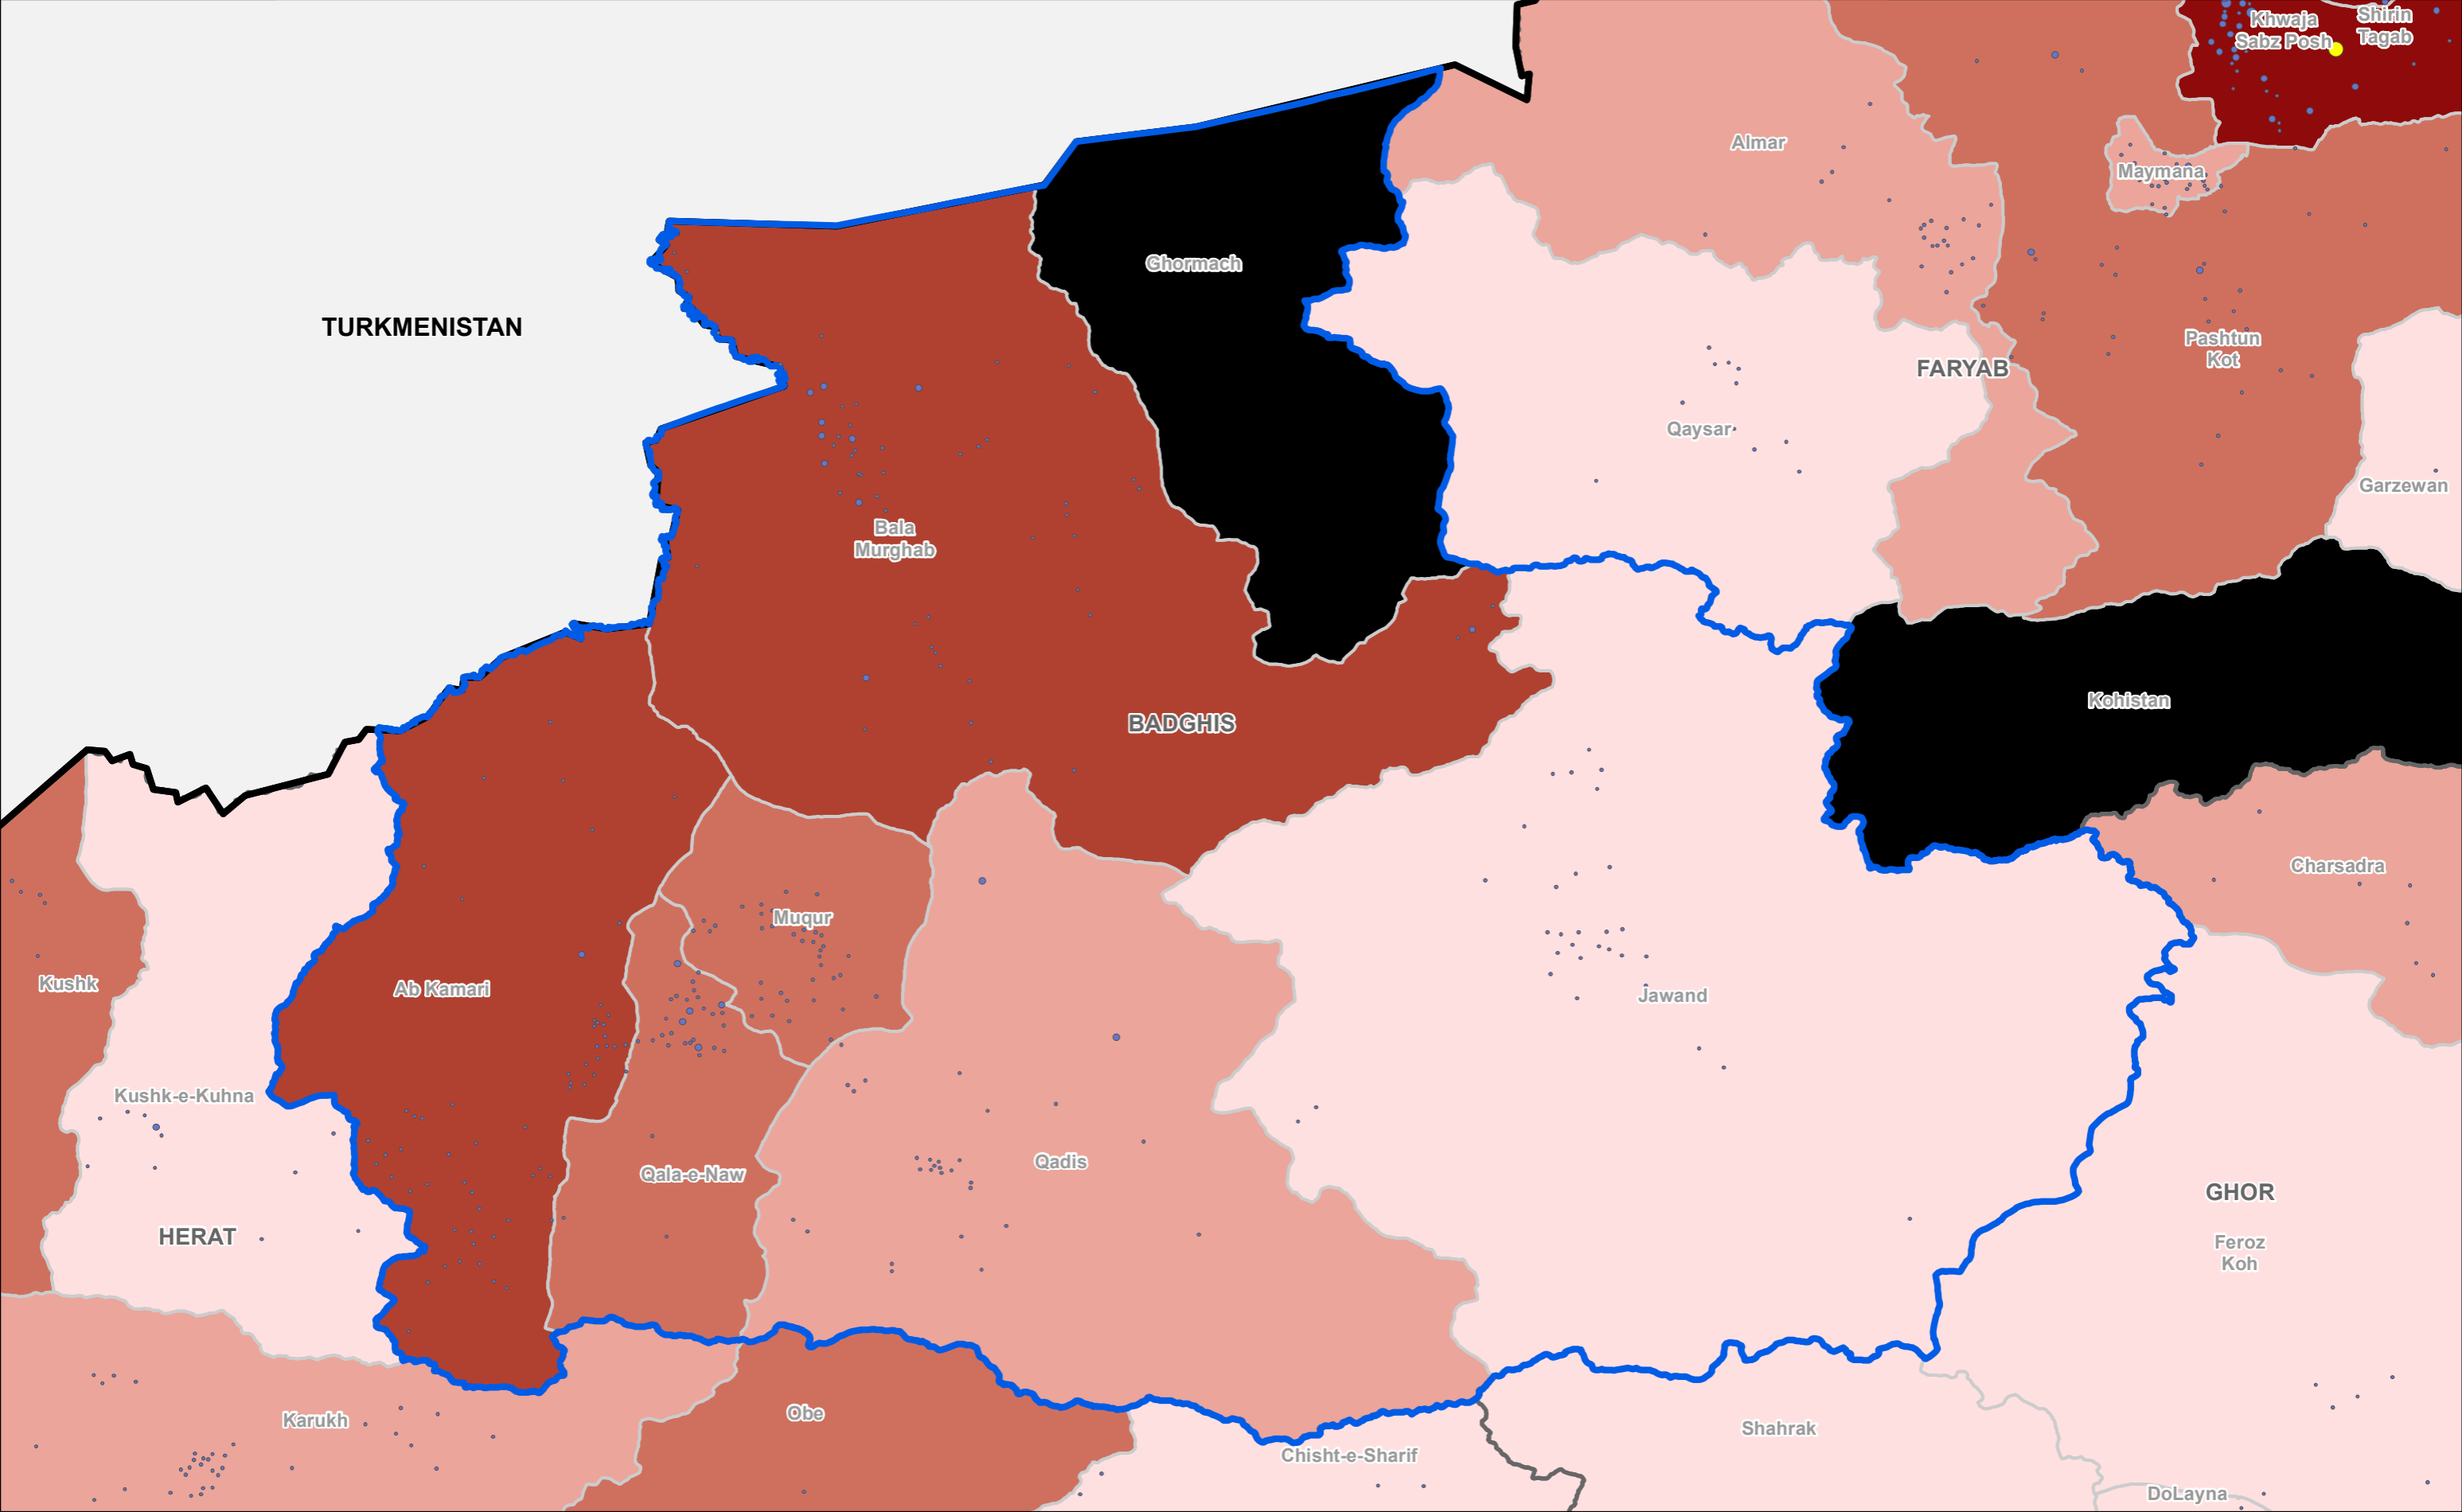 Khwaja
Sabz Posh
Shirin
Tagab
Almar
Maymana
Ghormach
TURKMENISTAN
Pashtun
Kot
FARYAB
Qaysar
Garzewan
Bala
Murghab
Kohistan
BADGHIS
Charsadra
Muqur
Kushk
Ab Kamari
Jawand
Kushk-e-Kuhna
Qadis
Qala-e-Naw
GHOR
HERAT
Feroz
Koh
Obe
Karukh
Shahrak
Chisht-e-Sharif
DoLayna